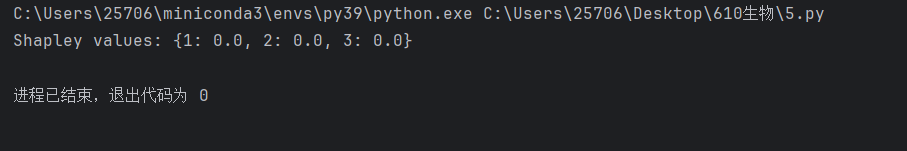 C:\Users\25706\miniconda3\envs\py39\python.exe C:\Users\25706\Desktop\610生物\5.py
Shapley values: {1: 0.0, 2: 0.0, 3: 0.0}
进程已结束，退出代码为 0